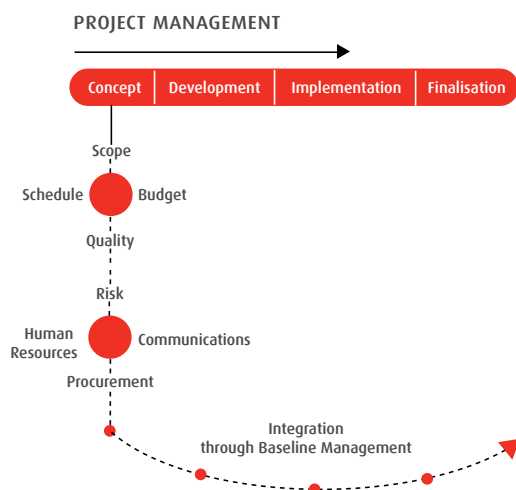 PROJECT MANAGEMENT
Concept Development Implementation Finalisation
Scope
Schedule Budget
Quality
Risk
Human
Resources
Communications
Procurement
Integration
through Baseline Management